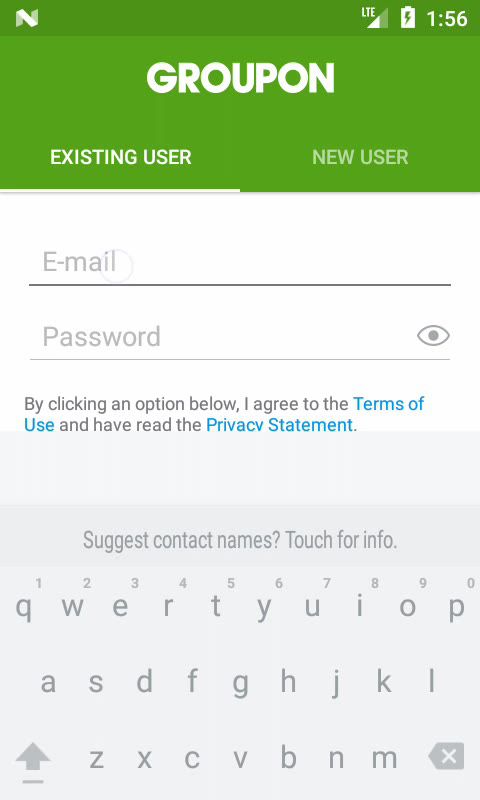 LTE 1:56
GROUPON
EXISTING USER NEW USER
E-mail
Password
By clicking an option below, I agree to the Terms of
Use and have read the Privacy Statement.
Suggest contact names? Touch for info.
1 2 3 4 5 6 7 8 9 0
q w e r t y u i o p
a s d f g h j k l
z x c v b n m